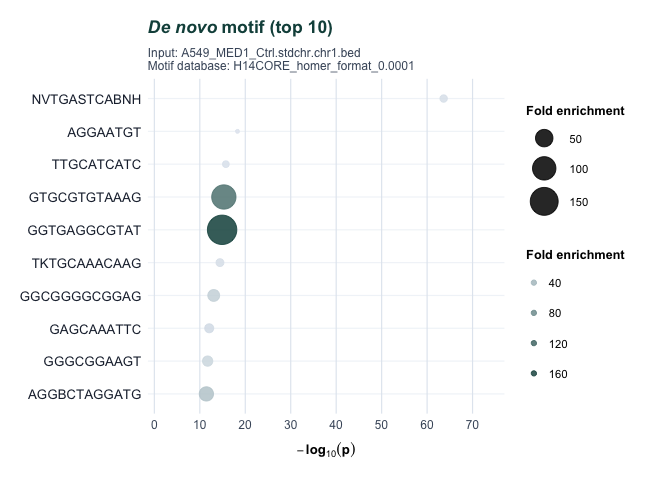 De novo motif (top 10)
Input: A549_MED1_Ctrl.stdchr.chr1.bed
Motif database: H14CORE_homer_format_0.0001
NVTGASTCABNH
AGGAATGT
TTGCATCATC
GTGCGTGTAAAG
GGTGAGGCGTAT
TKTGCAAACAAG
GGCGGGGCGGAG
GAGCAAATTC
GGGCGGAAGT
AGGBCTAGGATG
0 10 20 30 40 50 60 70
−log10(p)
Fold enrichment
50
100
150
Fold enrichment
40
80
120
160